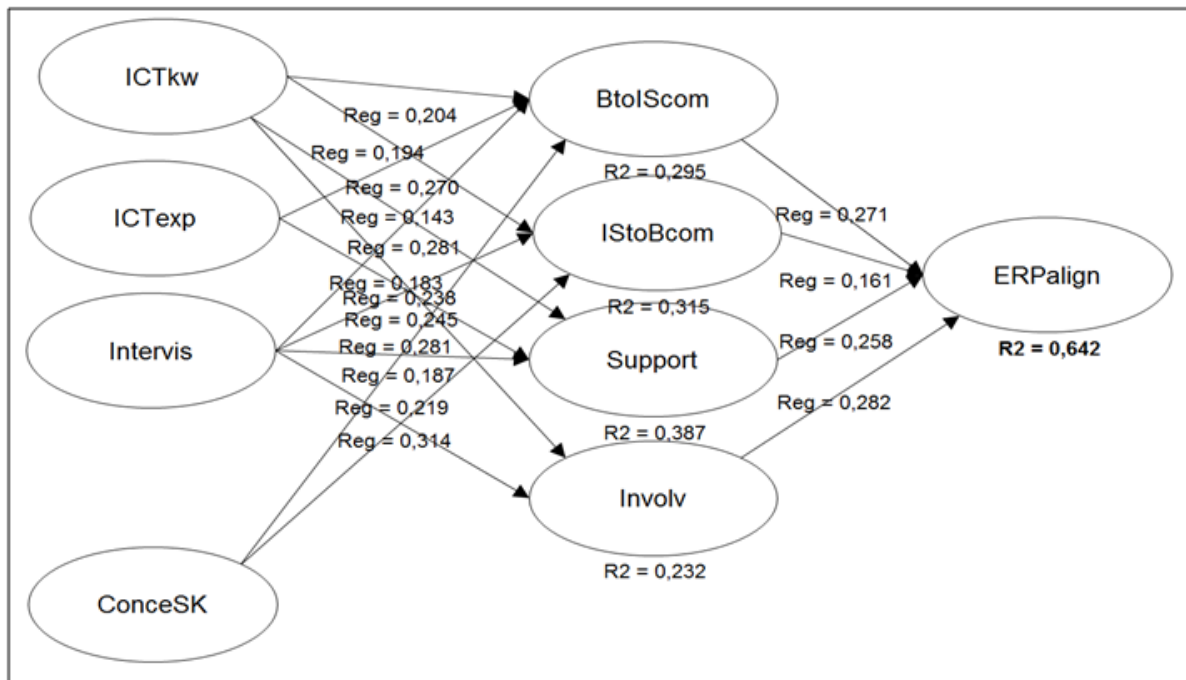 ICTkw
ICTexp
Intervis
ConceSK
Reg = 0,204
Reg = 0,194
Reg = 0,270
Reg = 0,143
Reg = 0,281
Reg = 0,183
Reg = 0,238
Reg = 0,245
Reg = 0,281
Reg = 0,187
Reg = 0,219
Reg = 0,314
BtoIScom
R2 = 0,295
IStoBcom
R2 = 0,315
Support
R2 = 0,387
Involv
R2 = 0,232
Reg = 0,271
Reg = 0,161
Reg = 0,258
Reg = 0,282
ERPalign
R2 = 0,642